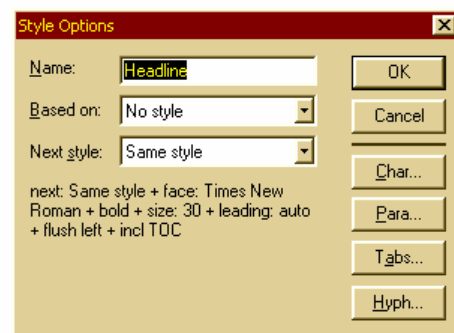 Style Options
Name: Headline OK
Based on: No style Cancel
Next style: Same style
Char...
next: Same style + face: Times New
Roman + bold + size: 30 + leading: auto
+ flush left + incl TOC
Para...
Tabs...
Hyph...